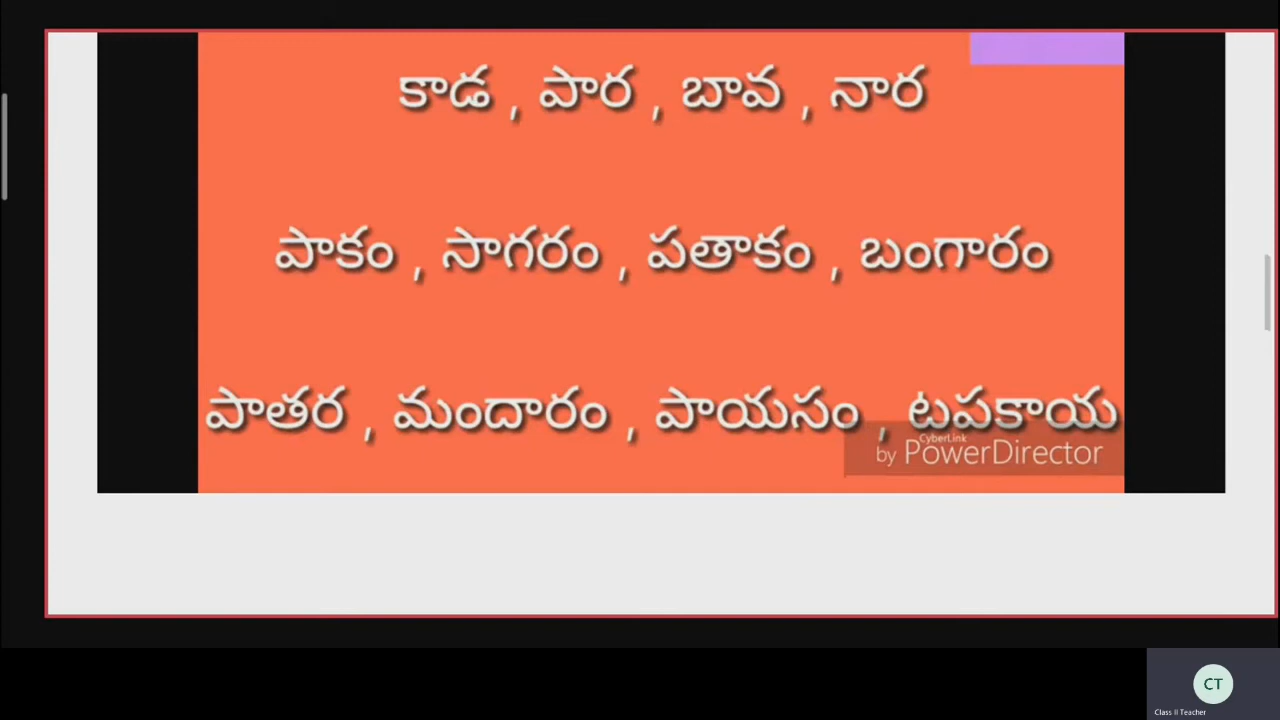 కాడ , పార , బావ , నార
పాకం , సాగరం , పతాకం , బంగారం
పాతర , మందారం , పాయసం , టపకాయ
CyberLink
by PowerDirector
CT
Class II Teacher